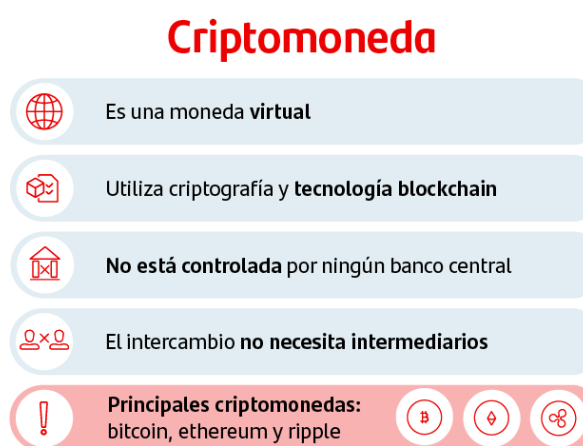 Criptomoneda
Es una moneda virtual
Utiliza criptografía y tecnología blockchain
No está controlada por ningún banco central
El intercambio no necesita intermediarios
Principales criptomonedas:
bitcoin, ethereum y ripple